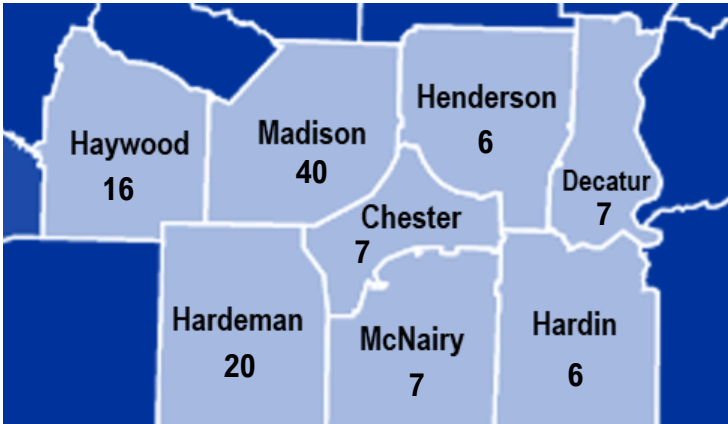 Haywood
16
Madison
40
Henderson
6
Decatur
7
Chester
7
Hardeman
20
McNairy
7
Hardin
6